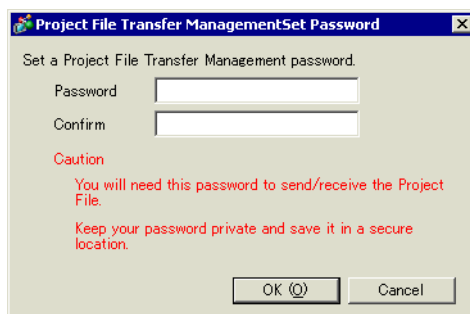 Project File Transfer ManagementSet Password
Set a Project File Transfer Management password.
Password
Confirm
Caution
You will need this password to send/receive the Project
File.
Keep your password private and save it in a secure
location.
OK (O)
Cancel